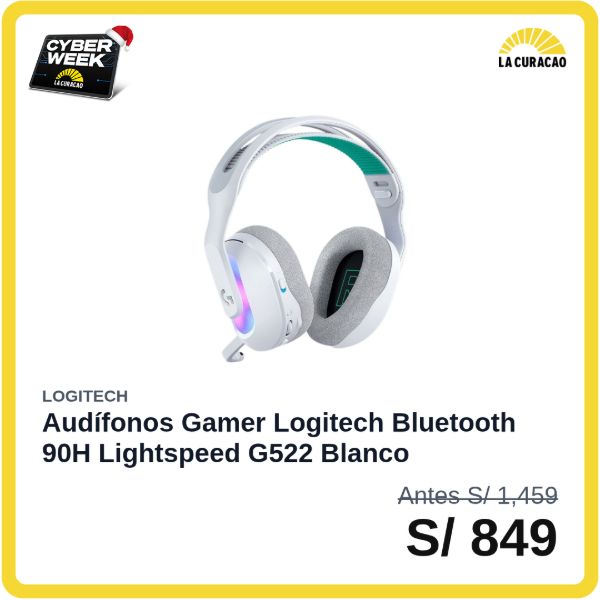 CYBER
WEEK
LA CURACAO
LA CURACAO
LOGITECH
Audífonos Gamer Logitech Bluetooth
90H Lightspeed G522 Blanco
Antes S/ 1,459
S/ 849